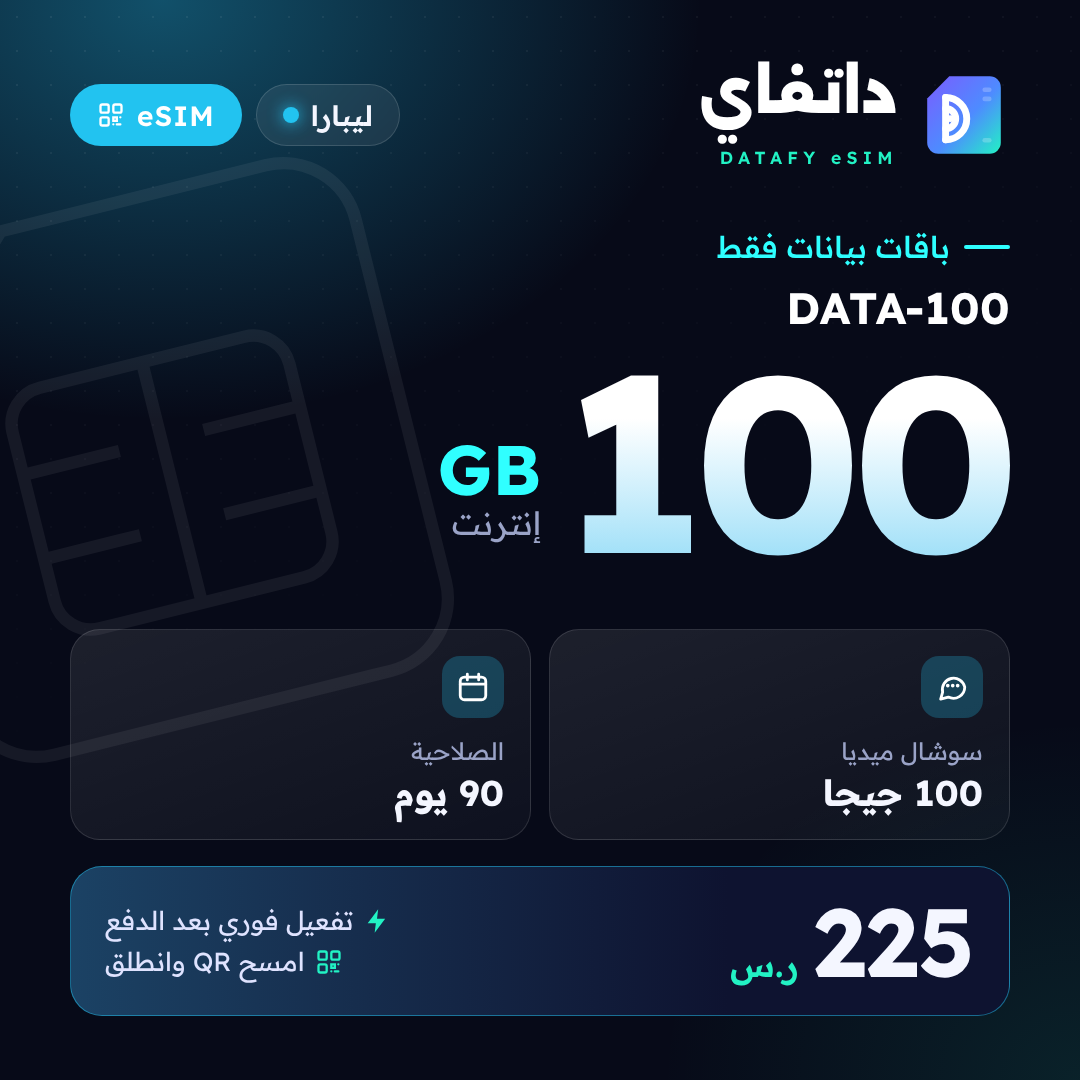 داتفاي
DATAFY eSIM
ليبارا
eSIM
باقات بيانات فقط
DATA-100
100 GB
إنترنت
سوشال ميديا
100 جيجا
الصلاحية
90 يوم
225 ر.س
تفعيل فوري بعد الدفع
امسح QR وانطلق